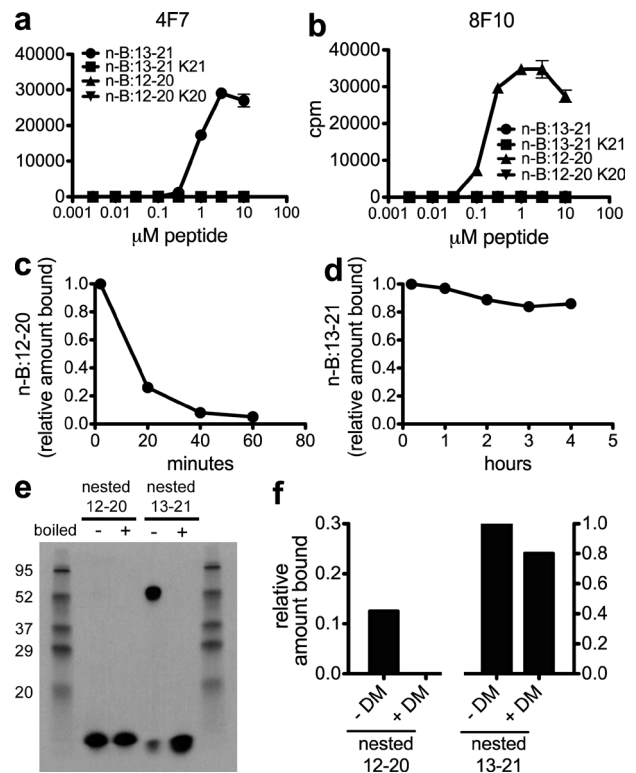 a 4F7
n-B:13-21
n-B:13-21 K21
n-B:12-20
n-B:12-20 K20
50000
40000
30000
20000
10000
0
0.001 0.01 0.1 1 10 100
μM peptide
b 8F10
cpm
40000
30000
20000
10000
0
n-B:13-21
n-B:13-21 K21
n-B:12-20
n-B:12-20 K20
0.001 0.01 0.1 1 10 100
μM peptide
c
n-B:12-20
(relative amount bound)
1.0
0.8
0.6
0.4
0.2
0.0
0 20 40 60 80
minutes
d
n-B:13-21
(relative amount bound)
1.0
0.8
0.6
0.4
0.2
0.0
0 1 2 3 4 5
hours
e
nested 12-20
nested 13-21
boiled - + - +
95
52
37
29
20
f
relative
amount bound
0.3
0.2
0.1
0.0
1.0
0.8
0.6
0.4
0.2
0.0
- DM + DM - DM + DM
nested 12-20
nested 13-21